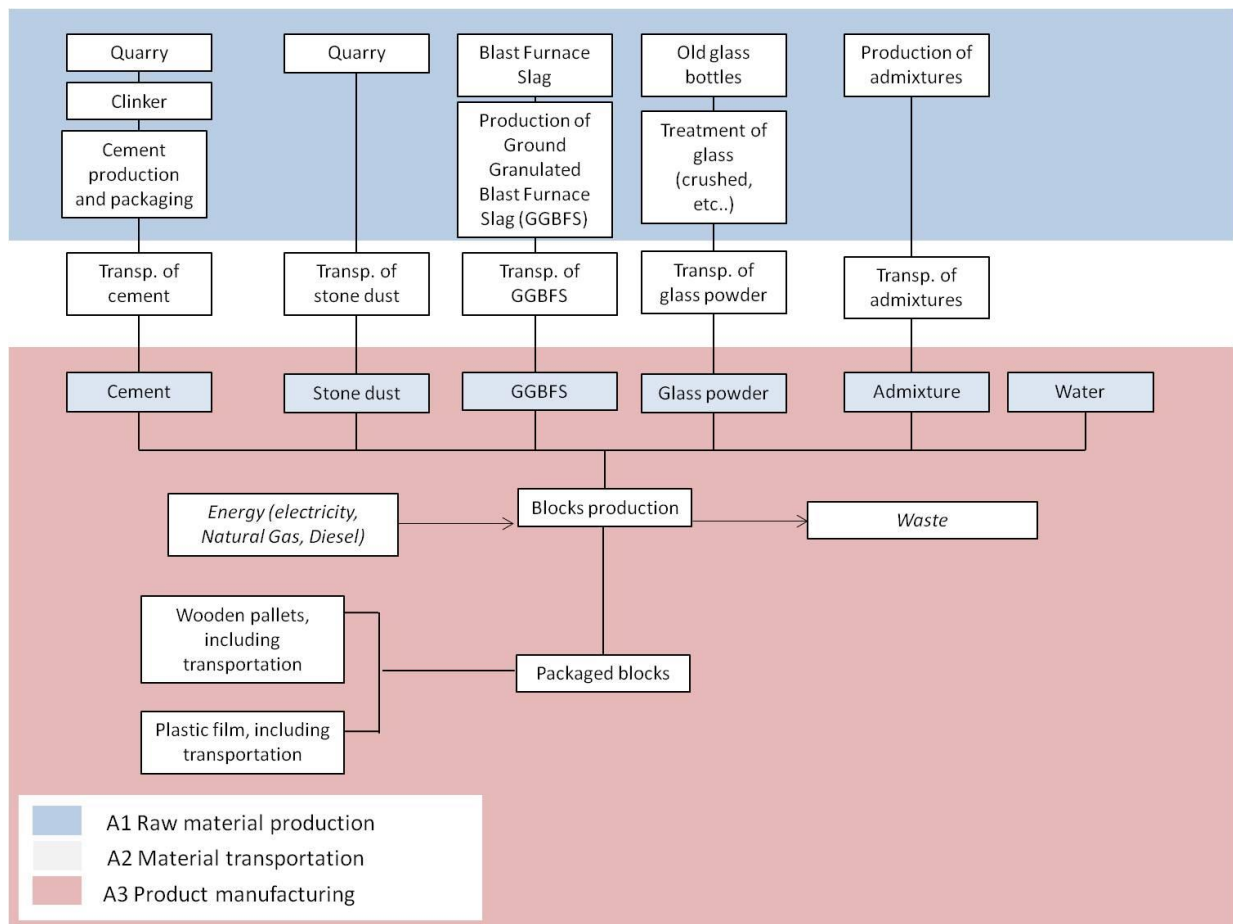 Quarry
Clinker
Cement
production
and packaging
Transp. of
cement
Cement
Quarry
Transp. of
stone dust
Stone dust
Blast Furnace
Slag
Production of
Ground
Granulated
Blast Furnace
Slag (GGBFS)
Transp. of
GGBFS
GGBFS
Old glass
bottles
Treatment of
glass
(crushed,
etc..)
Transp. of
glass powder
Glass powder
Production of
admixtures
Transp. of
admixtures
Admixture
Water
Energy (electricity,
Natural Gas, Diesel)
Blocks production
Waste
Wooden pallets,
including
transportation
Packaged blocks
Plastic film, including
transportation
A1 Raw material production
A2 Material transportation
A3 Product manufacturing